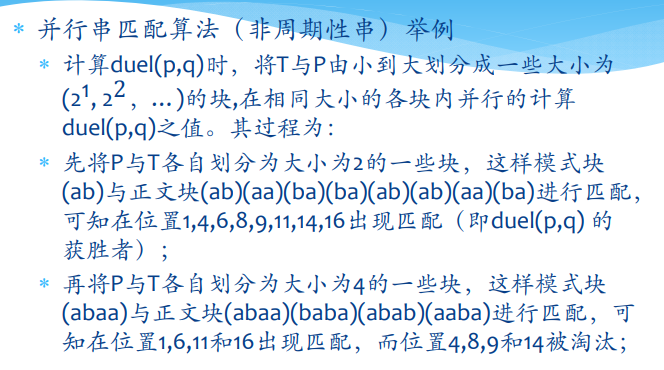 * 并行串匹配算法（非周期性串）举例
* 计算duel(p,q)时，将T与P由小到大划分成一些大小为
(2¹, 2², …)的块,在相同大小的各块内并行的计算
duel(p,q)之值。其过程为：
* 先将P与T各自划分为大小为2的一些块，这样模式块
(ab)与正文块(ab)(aa)(ba)(ba)(ab)(ab)(aa)(ba)进行匹配，
可知在位置1,4,6,8,9,11,14,16出现匹配（即duel(p,q) 的
获胜者）；
* 再将P与T各自划分为大小为4的一些块，这样模式块
(abaa)与正文块(abaa)(baba)(abab)(aaba)进行匹配，可
知在位置1,6,11和16出现匹配，而位置4,8,9和14被淘汰；